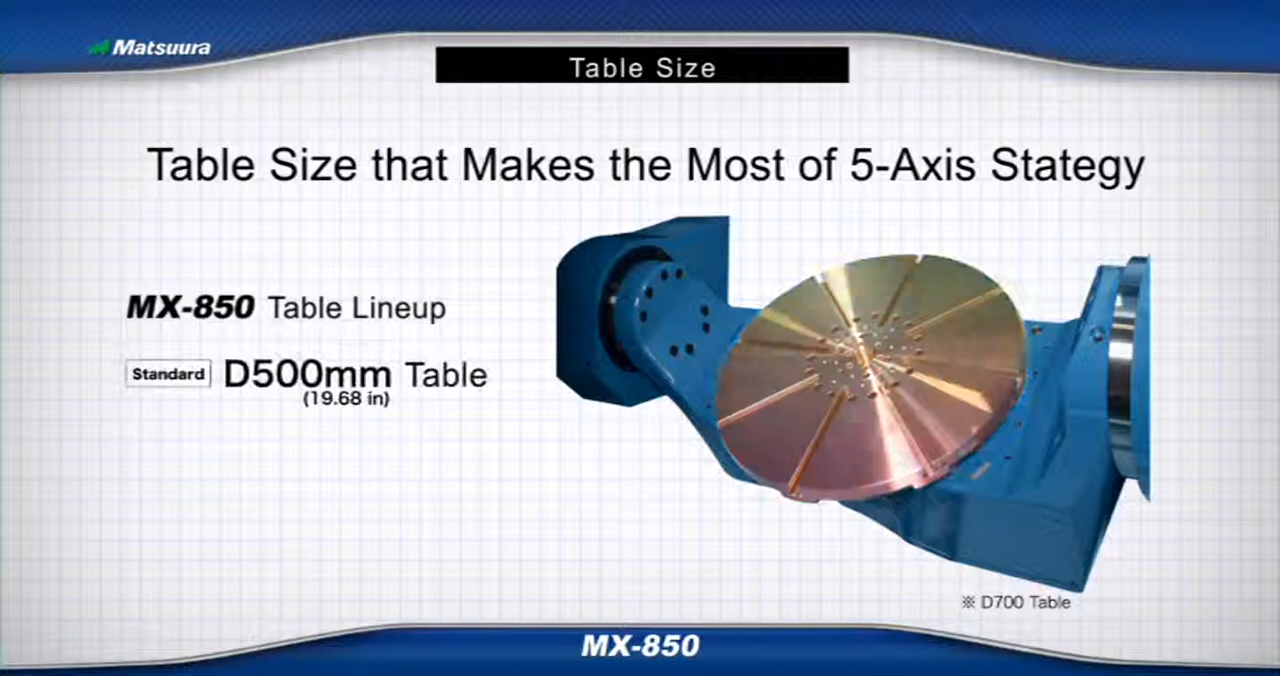 Matsuura
Table Size
Table Size that Makes the Most of 5-Axis Stategy
MX-850 Table Lineup
Standard D500mm Table
(19.68 in)
※ D700 Table
MX-850